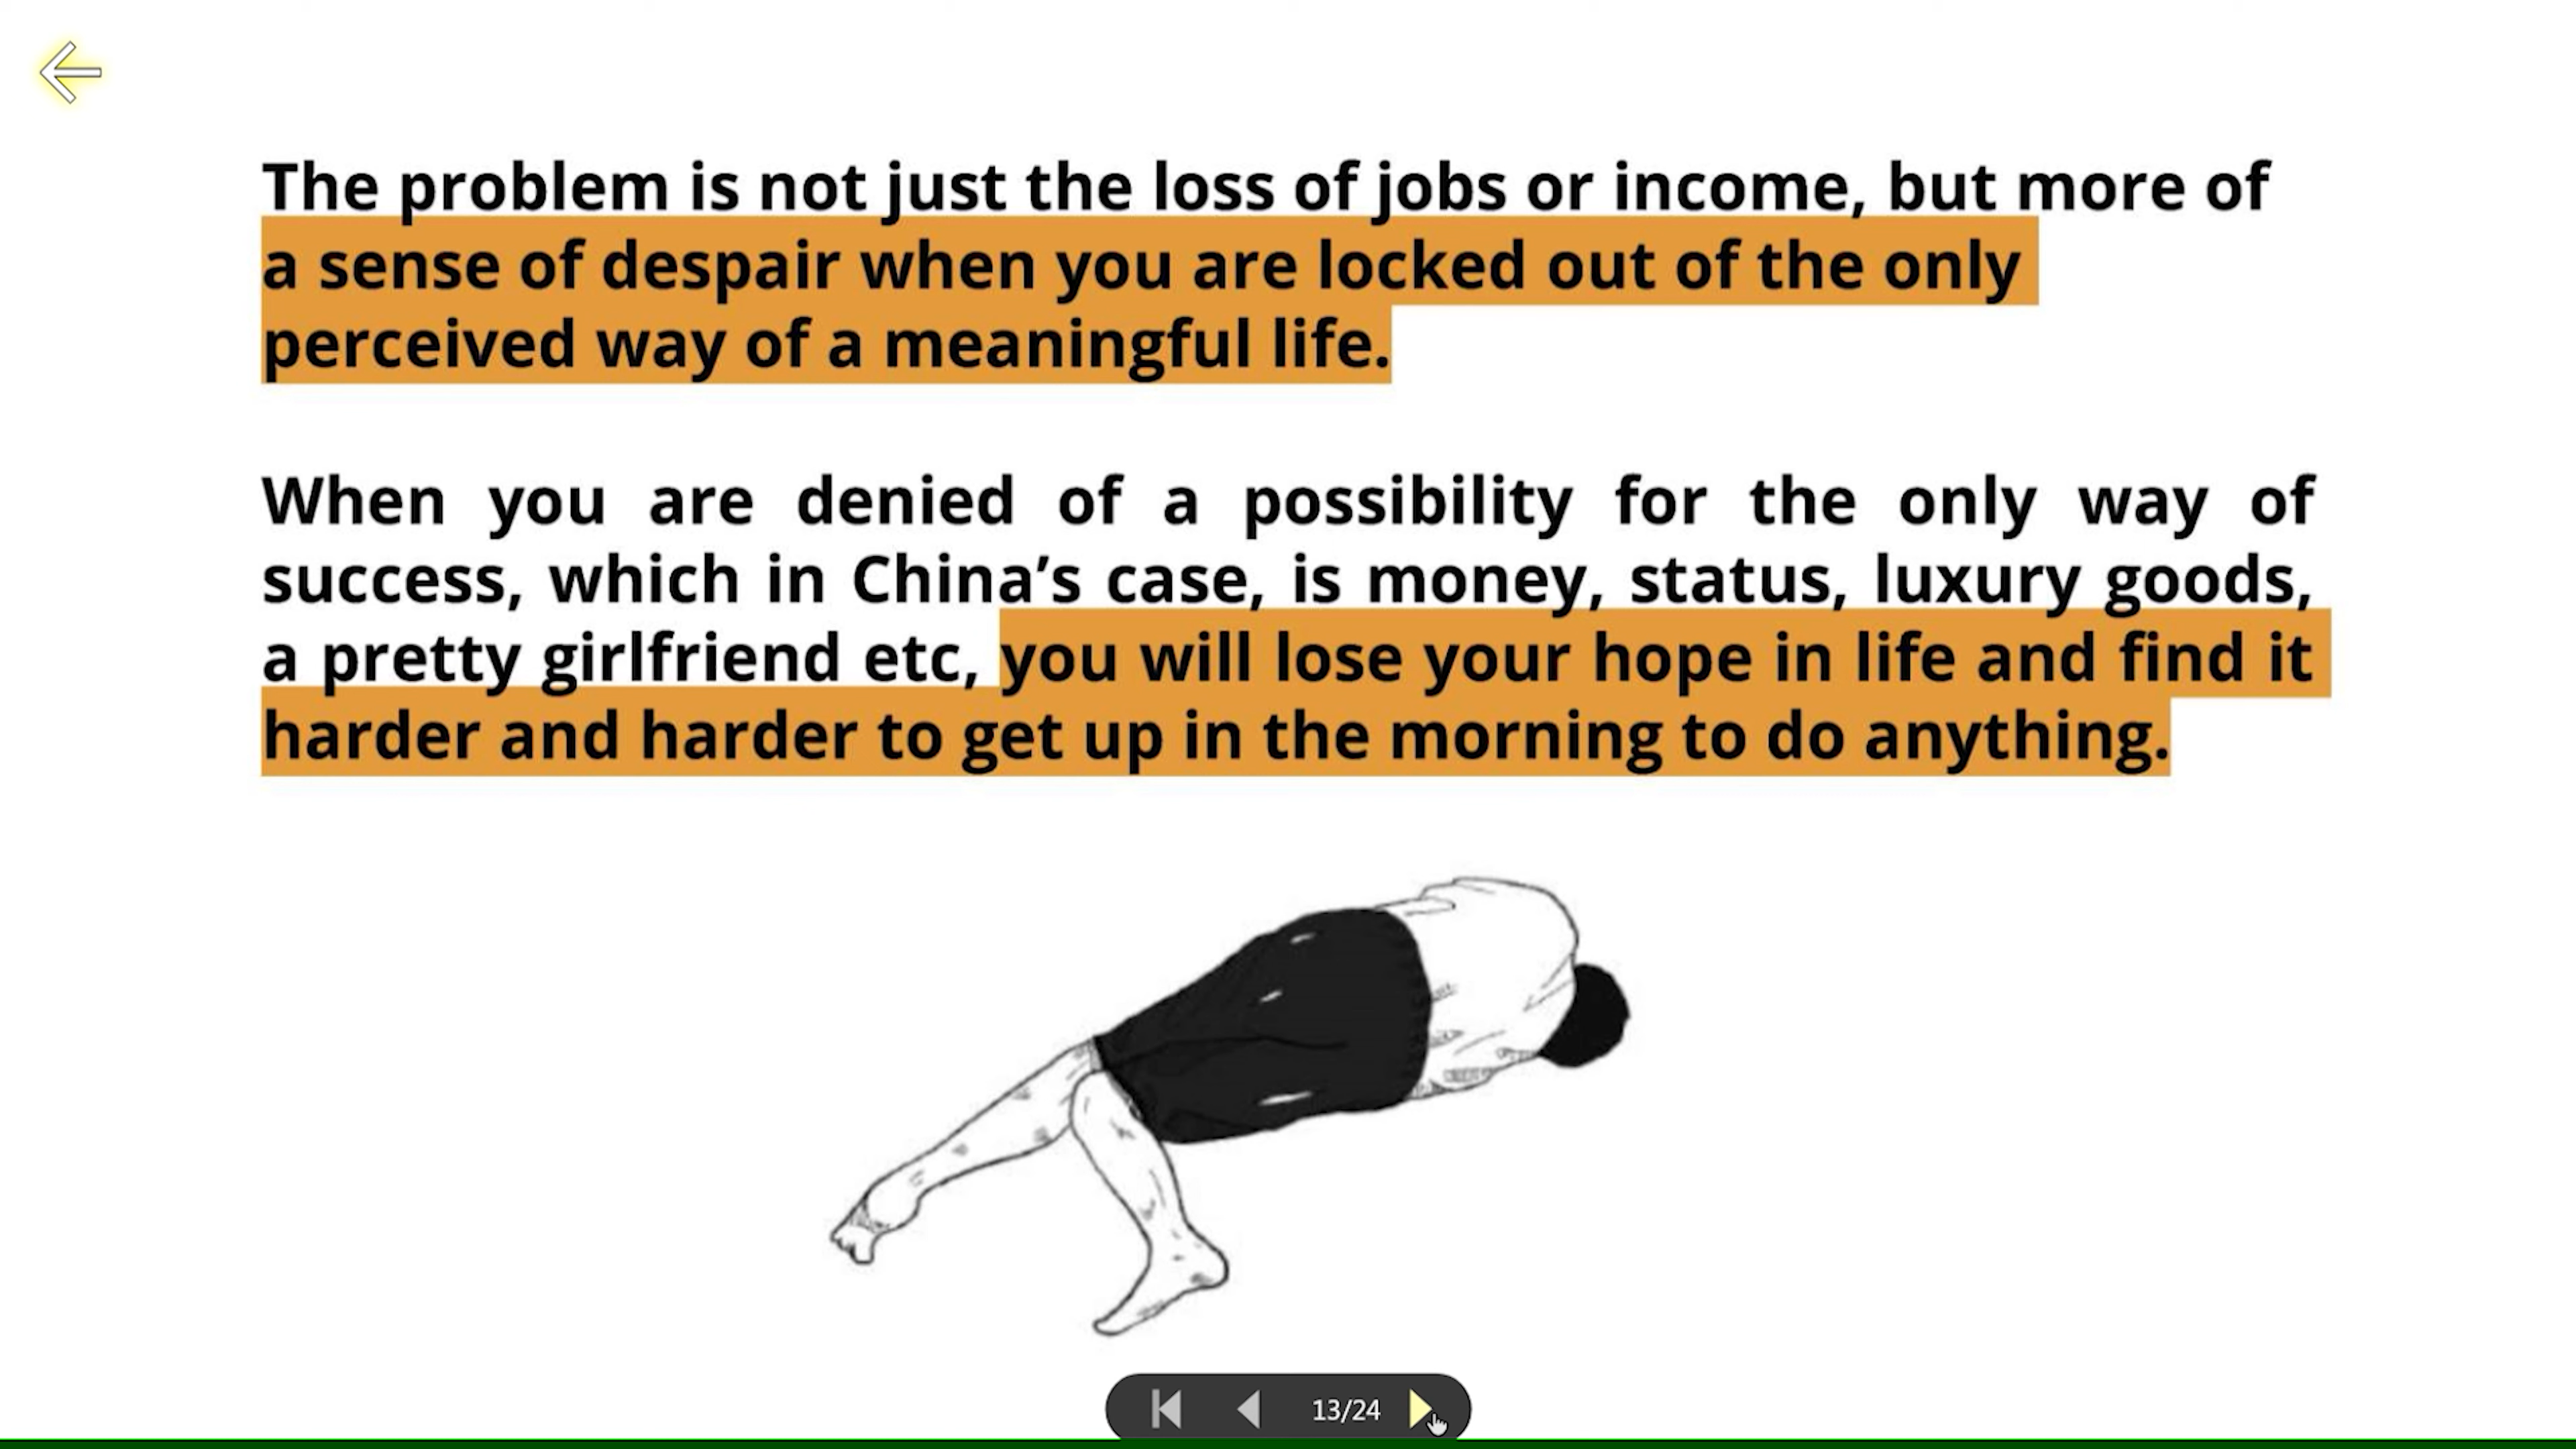 The problem is not just the loss of jobs or income, but more of
a sense of despair when you are locked out of the only
perceived way of a meaningful life.
When you are denied of a possibility for the only way of
success, which in China’s case, is money, status, luxury goods,
a pretty girlfriend etc, you will lose your hope in life and find it
harder and harder to get up in the morning to do anything.
13/24